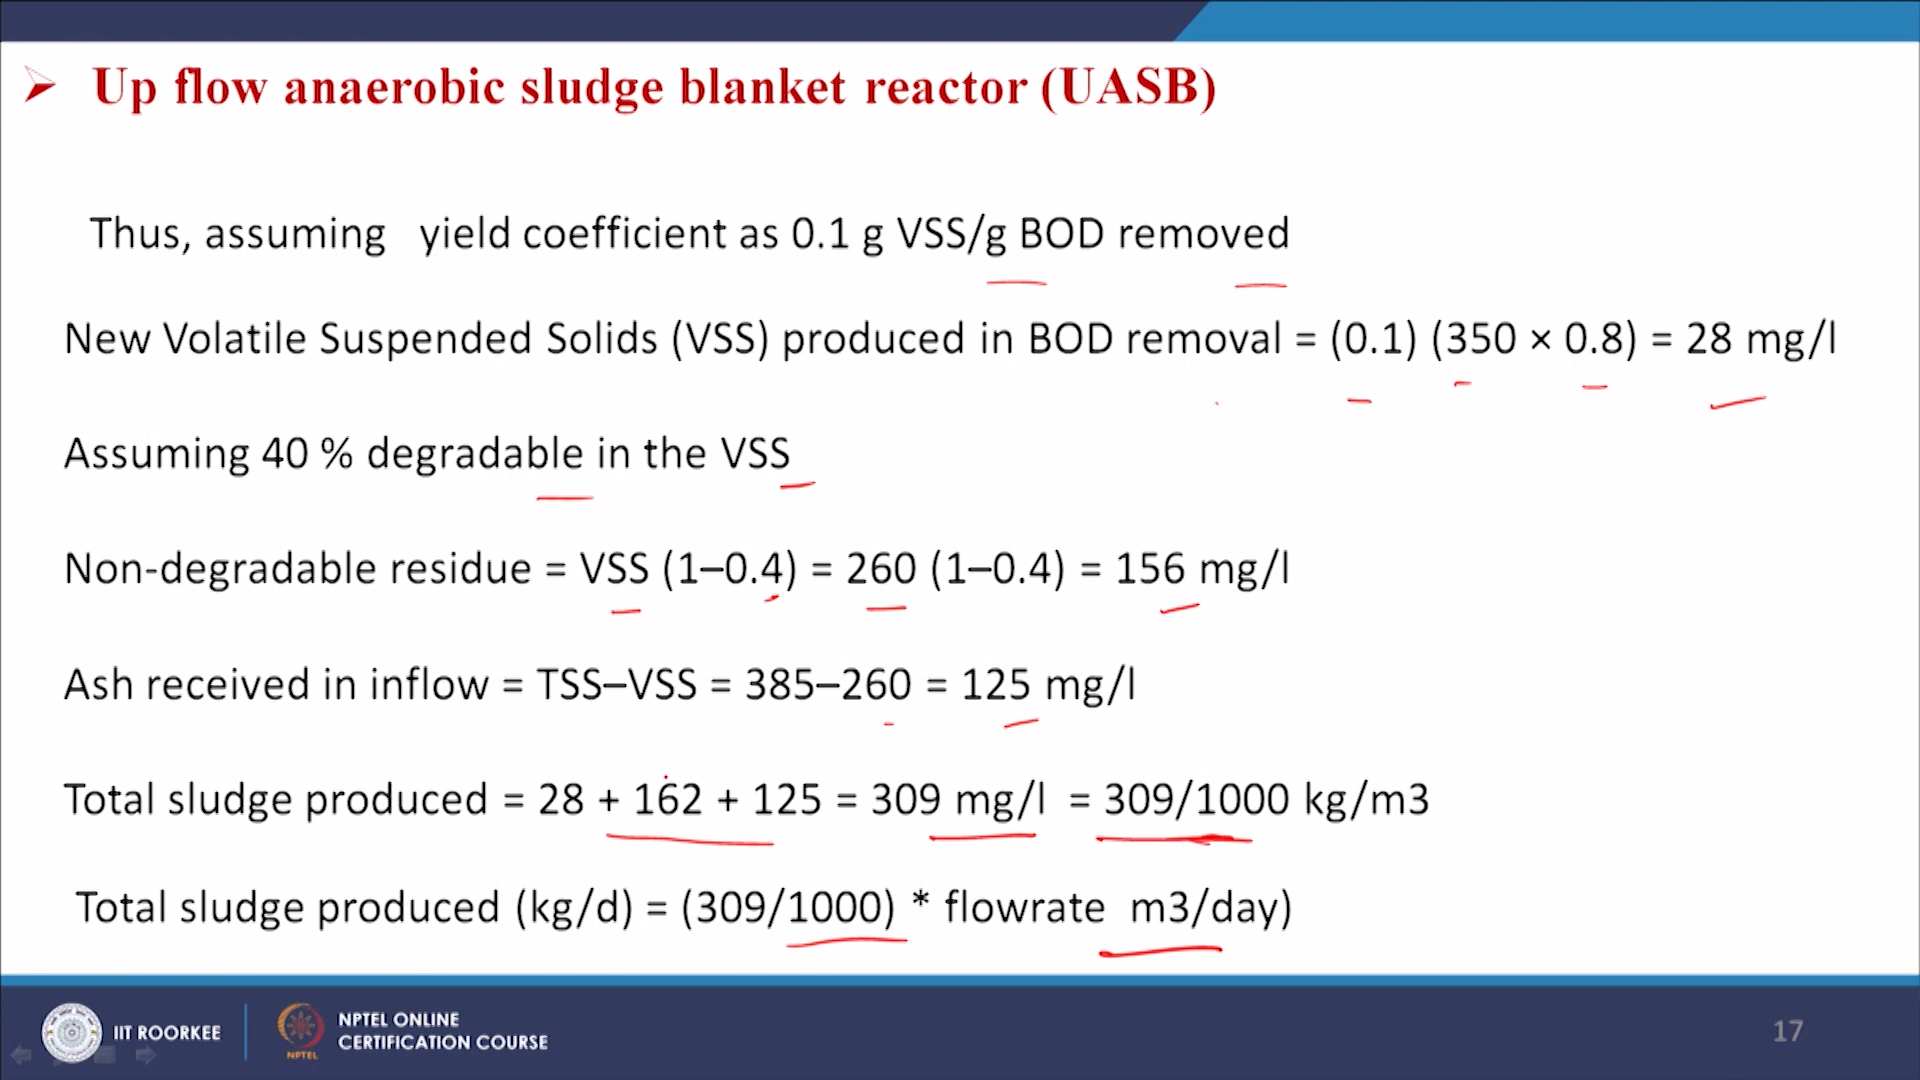 Up flow anaerobic sludge blanket reactor (UASB)
Thus, assuming yield coefficient as 0.1 g VSS/g BOD removed
New Volatile Suspended Solids (VSS) produced in BOD removal = (0.1) (350 × 0.8) = 28 mg/l
Assuming 40 % degradable in the VSS
Non-degradable residue = VSS (1–0.4) = 260 (1–0.4) = 156 mg/l
Ash received in inflow = TSS–VSS = 385–260 = 125 mg/l
Total sludge produced = 28 + 162 + 125 = 309 mg/l = 309/1000 kg/m3
Total sludge produced (kg/d) = (309/1000) * flowrate m3/day)
IIT ROORKEE
NPTEL
NPTEL ONLINE
CERTIFICATION COURSE
17